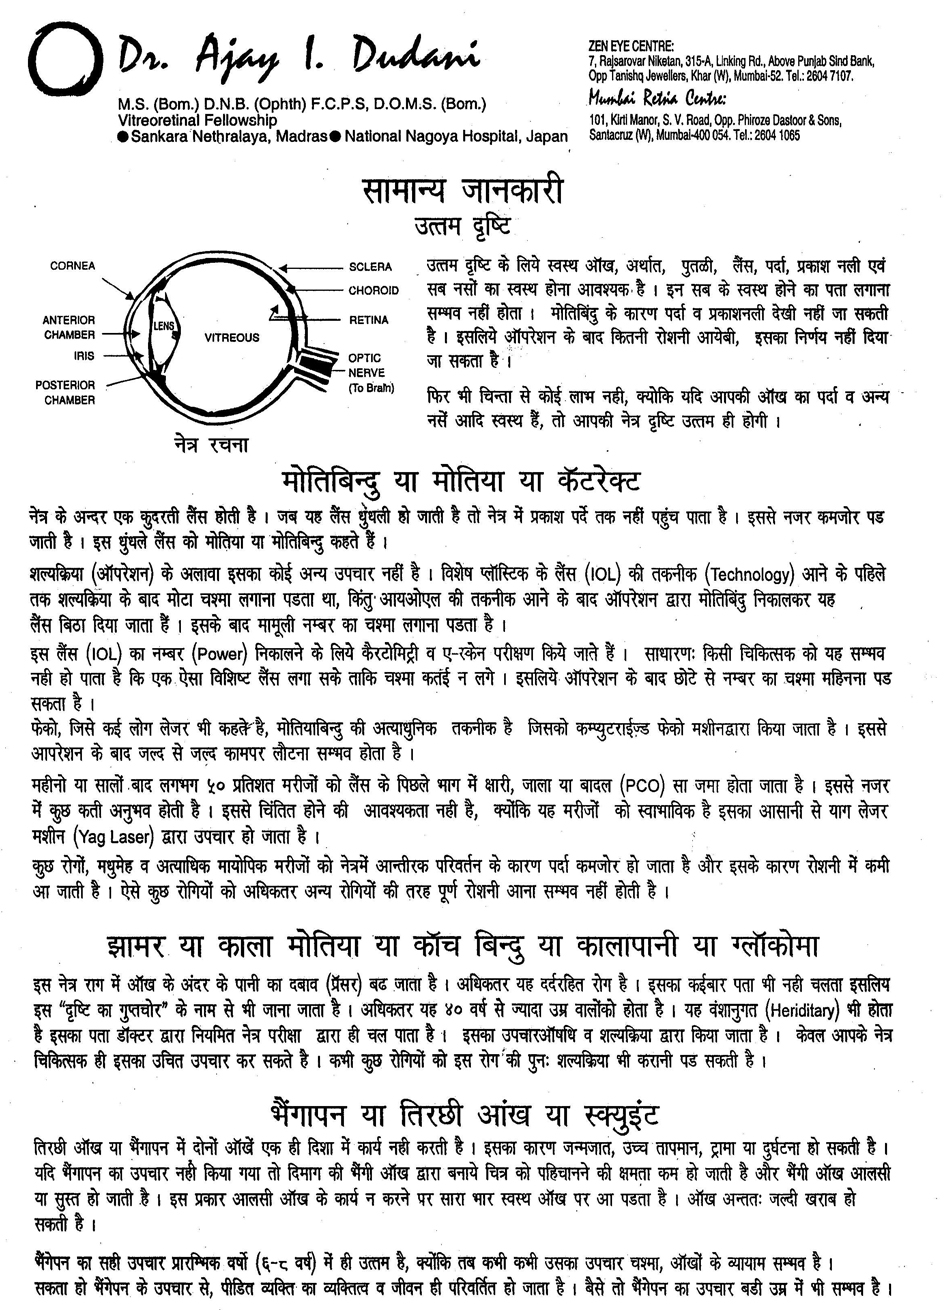 Dr. Ajay I. Dudani
M.S. (Bom.) D.N.B. (Ophth) F.C.P.S, D.O.M.S. (Bom.)
Vitreoretinal Fellowship
●Sankara Nethralaya, Madras● National Nagoya Hospital, Japan
ZEN EYE CENTRE:
7, Rajsarovar Niketan, 315-A, Linking Rd., Above Punjab Sind Bank,
Opp Tanishq Jewellers, Khar (W), Mumbai-52. Tel.: 2604 7107.
Mumbai Retna Centre:
101, Kirti Manor, S. V. Road, Opp. Phiroze Dastoor & Sons,
Santacruz (W), Mumbai-400 054. Tel.: 2604 1065
सामान्य जानकारी
उत्तम दृष्टि
CORNEA
ANTERIOR
CHAMBER
IRIS
POSTERIOR
CHAMBER
LENS
VITREOUS
SCLERA
CHOROID
RETINA
OPTIC
NERVE
(To Brain)
नेत्र रचना
उत्तम दृष्टि के लिये स्वस्थ आँख, अर्थात, पुतळी, लैंस, पर्दा, प्रकाश नली एवं
सब नसों का स्वस्थ होना आवश्यक है । इन सब के स्वस्थ होने का पता लगाना
सम्भव नहीं होता । मोतिबिंदु के कारण पर्दा व प्रकाशनली देखी नहीं जा सकती
है । इसलिये ऑपरेशन के बाद कितनी रोशनी आयेबी, इसका निर्णय नहीं दिया
जा सकता है ।
फिर भी चिन्ता से कोई लाभ नही, क्योकि यदि आपकी आँख का पर्दा व अन्य
नसें आदि स्वस्थ हैं, तो आपकी नेत्र दृष्टि उत्तम ही होगी ।
मोतिबिन्दु या मोतिया या कॅटरेक्ट
नेंत्र के अन्दर एक कुदरती लैंस होती है । जब यह लैंस धुंधली हो जाती है तो नेत्र में प्रकाश पर्दे तक नहीं पहुंच पाता है । इससे नजर कमजोर पड
जाती है । इस धुंधले लैंस को मोतिया या मोतिबिन्दु कहते हैं ।
शल्यक्रिया (ऑपरेशन) के अलावा इसका कोई अन्य उपचार नहीं है । विशेष प्लॉस्टिक के लैंस (IOL) की तकनीक (Technology) आने के पहिले
तक शल्यक्रिया के बाद मोटा चश्मा लगाना पडता था, किंतु आयओएल की तकनीक आने के बाद ऑपरेशन द्वारा मोतिबिंदु निकालकर यह
लैंस बिठा दिया जाता हैं । इसके बाद मामूली नम्बर का चश्मा लगाना पडता है ।
इस लैंस (IOL) का नम्बर (Power) निकालने के लिये कैरटोमिट्री व ए-स्केन परीक्षण किये जाते हैं । साधारणः किसी चिकित्सक को यह सम्भव
नही हो पाता है कि एक ऐसा विशिष्ट लैंस लगा सके ताकि चश्मा कतंई न लगे । इसलिये ऑपरेशन के बाद छोटे से नम्बर का चश्मा महिनना पड
सकता है ।
फेको, जिसे कई लोग लेजर भी कहते है, मोतियाबिन्दु की अत्याधुनिक तकनीक है जिसको कम्प्युटराईज्ड फेको मशीनद्वारा किया जाता है । इससे
आपरेशन के बाद जल्द से जल्द कामपर लौटना सम्भव होता है ।
महीनो या सालों बाद लगभग ५० प्रतिशत मरीजों को लैंस के पिछले भाग में क्षारी, जाला या बादल (PCO) सा जमा होता जाता है । इससे नजर
में कुछ कती अनुभव होती है । इससे चिंतित होने की आवश्यकता नही है, क्योंकि यह मरीजों को स्वाभाविक है इसका आसानी से याग लेजर
मशीन (Yag Laser) द्वारा उपचार हो जाता है ।
कुछ रोगों, मधुमेह व अत्याधिक मायोपिक मरीजों को नेत्रमें आन्तीरक परिवर्तन के कारण पर्दा कमजोर हो जाता है और इसके कारण रोशनी में कमी
आ जाती है । ऐसे कुछ रोगियों को अधिकतर अन्य रोगियों की तरह पूर्ण रोशनी आना सम्भव नहीं होती है ।
झामर या काला मोतिया या कॉच बिन्दु या कालापानी या ग्लॉकोमा
इस नेत्र राग में आँख के अंदर के पानी का दबाव (प्रॅसर) बढ जाता है । अधिकतर यह दर्दरहित रोग है । इसका कईबार पता भी नही चलता इसलिय
इस “दृष्टि का गुप्तचोर” के नाम से भी जाना जाता है । अधिकतर यह ४० वर्ष से ज्यादा उम्र वालोंको होता है । यह वंशानुगत (Heriditary) भी होता
है इसका पता डॉक्टर द्वारा नियमित नेत्र परीक्षा द्वारा ही चल पाता है । इसका उपचारऔषधि व शल्यक्रिया द्वारा किया जाता है । केवल आपके नेत्र
चिकित्सक ही इसका उचित उपचार कर सकते है । कभी कुछ रोगियों को इस रोग की पुनः शल्यक्रिया भी करानी पड सकती है ।
भैंगापन या तिरछी आंख या स्क्युइंट
तिरछी आँख या भैंगापन में दोनों आँखें एक ही दिशा में कार्य नही करती है । इसका कारण जन्मजात, उच्च तापमान, ट्रामा या दुर्घटना हो सकती है ।
यदि भैंगापन का उपचार नही किया गया तो दिमाग की भैंगी आँख द्वारा बनाये चित्र को पहिचानने की क्षमता कम हो जाती है और भैंगी आँख आलसी
या सुस्त हो जाती है । इस प्रकार आलसी आँख के कार्य न करने पर सारा भार स्वस्थ आँख पर आ पडता है । आँख अन्ततः जल्दी खराब हो
सकती है ।
भैंगेपन का सही उपचार प्रारम्भिक वर्षो (६-८ वर्ष) में ही उत्तम है, क्योंकि तब कभी कभी उसका उपचार चश्मा, आँखों के व्यायाम सम्भव है ।
सकता हो भैंगेपन के उपचार से, पीडित व्यक्ति का व्यक्तित्व व जीवन ही परिवर्तित हो जाता है । बैसे तो भैंगेपन का उपचार बडी उम्र में भी सम्भव है ।